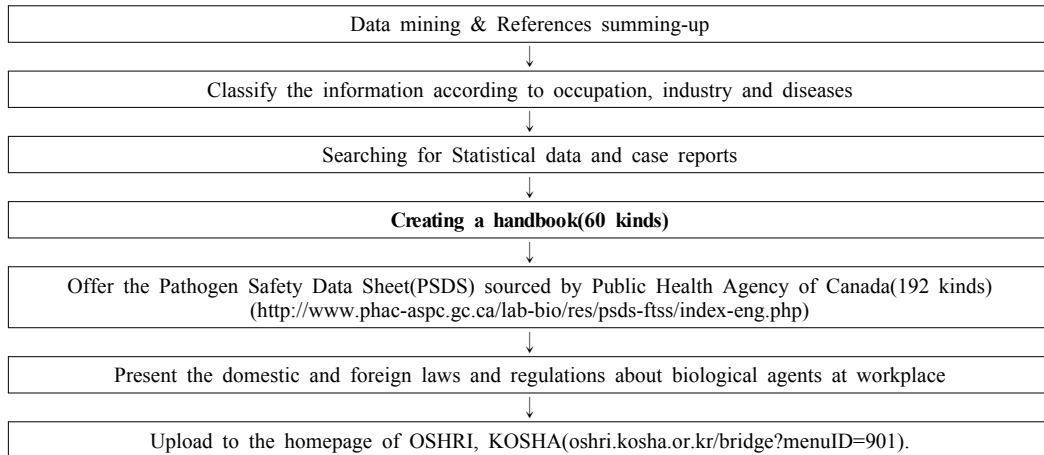 Data mining & References summing-up
↓
Classify the information according to occupation, industry and diseases
↓
Searching for Statistical data and case reports
↓
Creating a handbook(60 kinds)
↓
Offer the Pathogen Safety Data Sheet(PSDS) sourced by Public Health Agency of Canada(192 kinds)
(http://www.phac-aspc.gc.ca/lab-bio/res/psds-ftss/index-eng.php)
↓
Present the domestic and foreign laws and regulations about biological agents at workplace
↓
Upload to the homepage of OSHRI, KOSHA(oshri.kosha.or.kr/bridge?menuID=901).